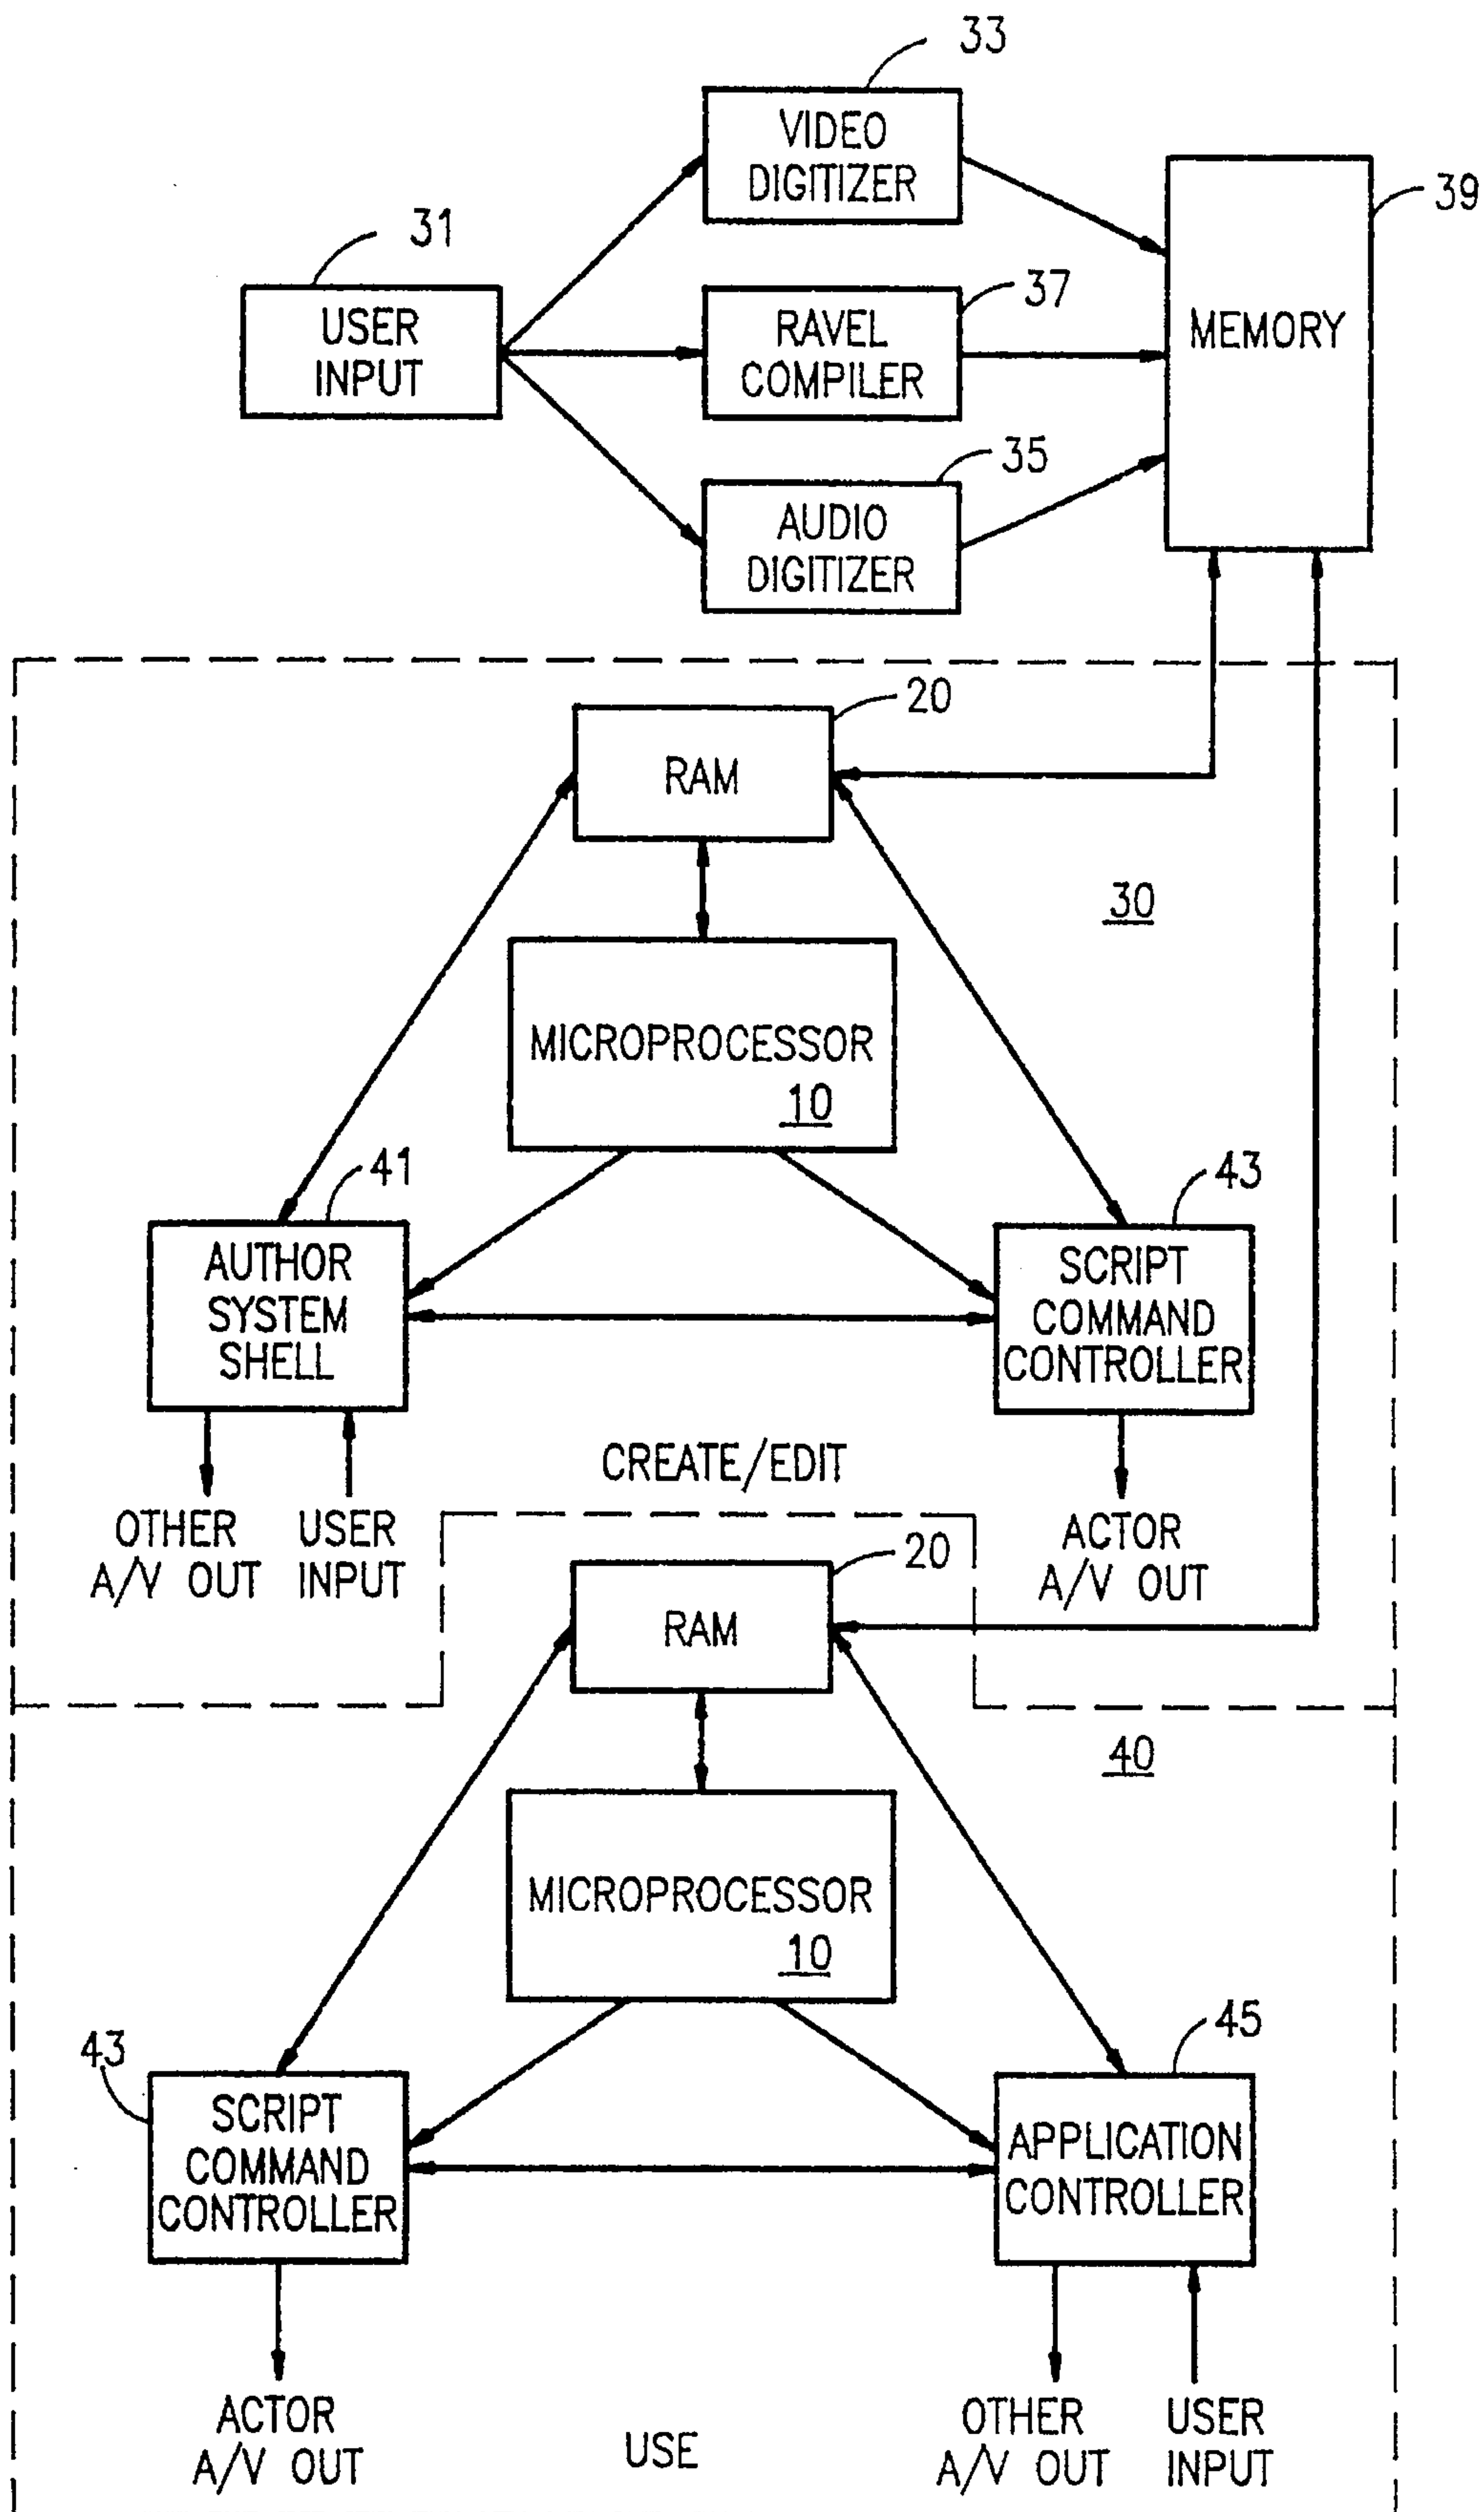 33
VIDEO
DIGITIZER
39
31
USER
INPUT
37
RAVEL
COMPILER
MEMORY
35
AUDIO
DIGITIZER
20
RAM
30
MICROPROCESSOR
10
41
AUTHOR
SYSTEM
SHELL
43
SCRIPT
COMMAND
CONTROLLER
CREATE/EDIT
OTHER
A/V OUT
USER
INPUT
ACTOR
A/V OUT
20
RAM
40
MICROPROCESSOR
10
43
SCRIPT
COMMAND
CONTROLLER
45
APPLICATION
CONTROLLER
ACTOR
A/V OUT
USE
OTHER
A/V OUT
USER
INPUT